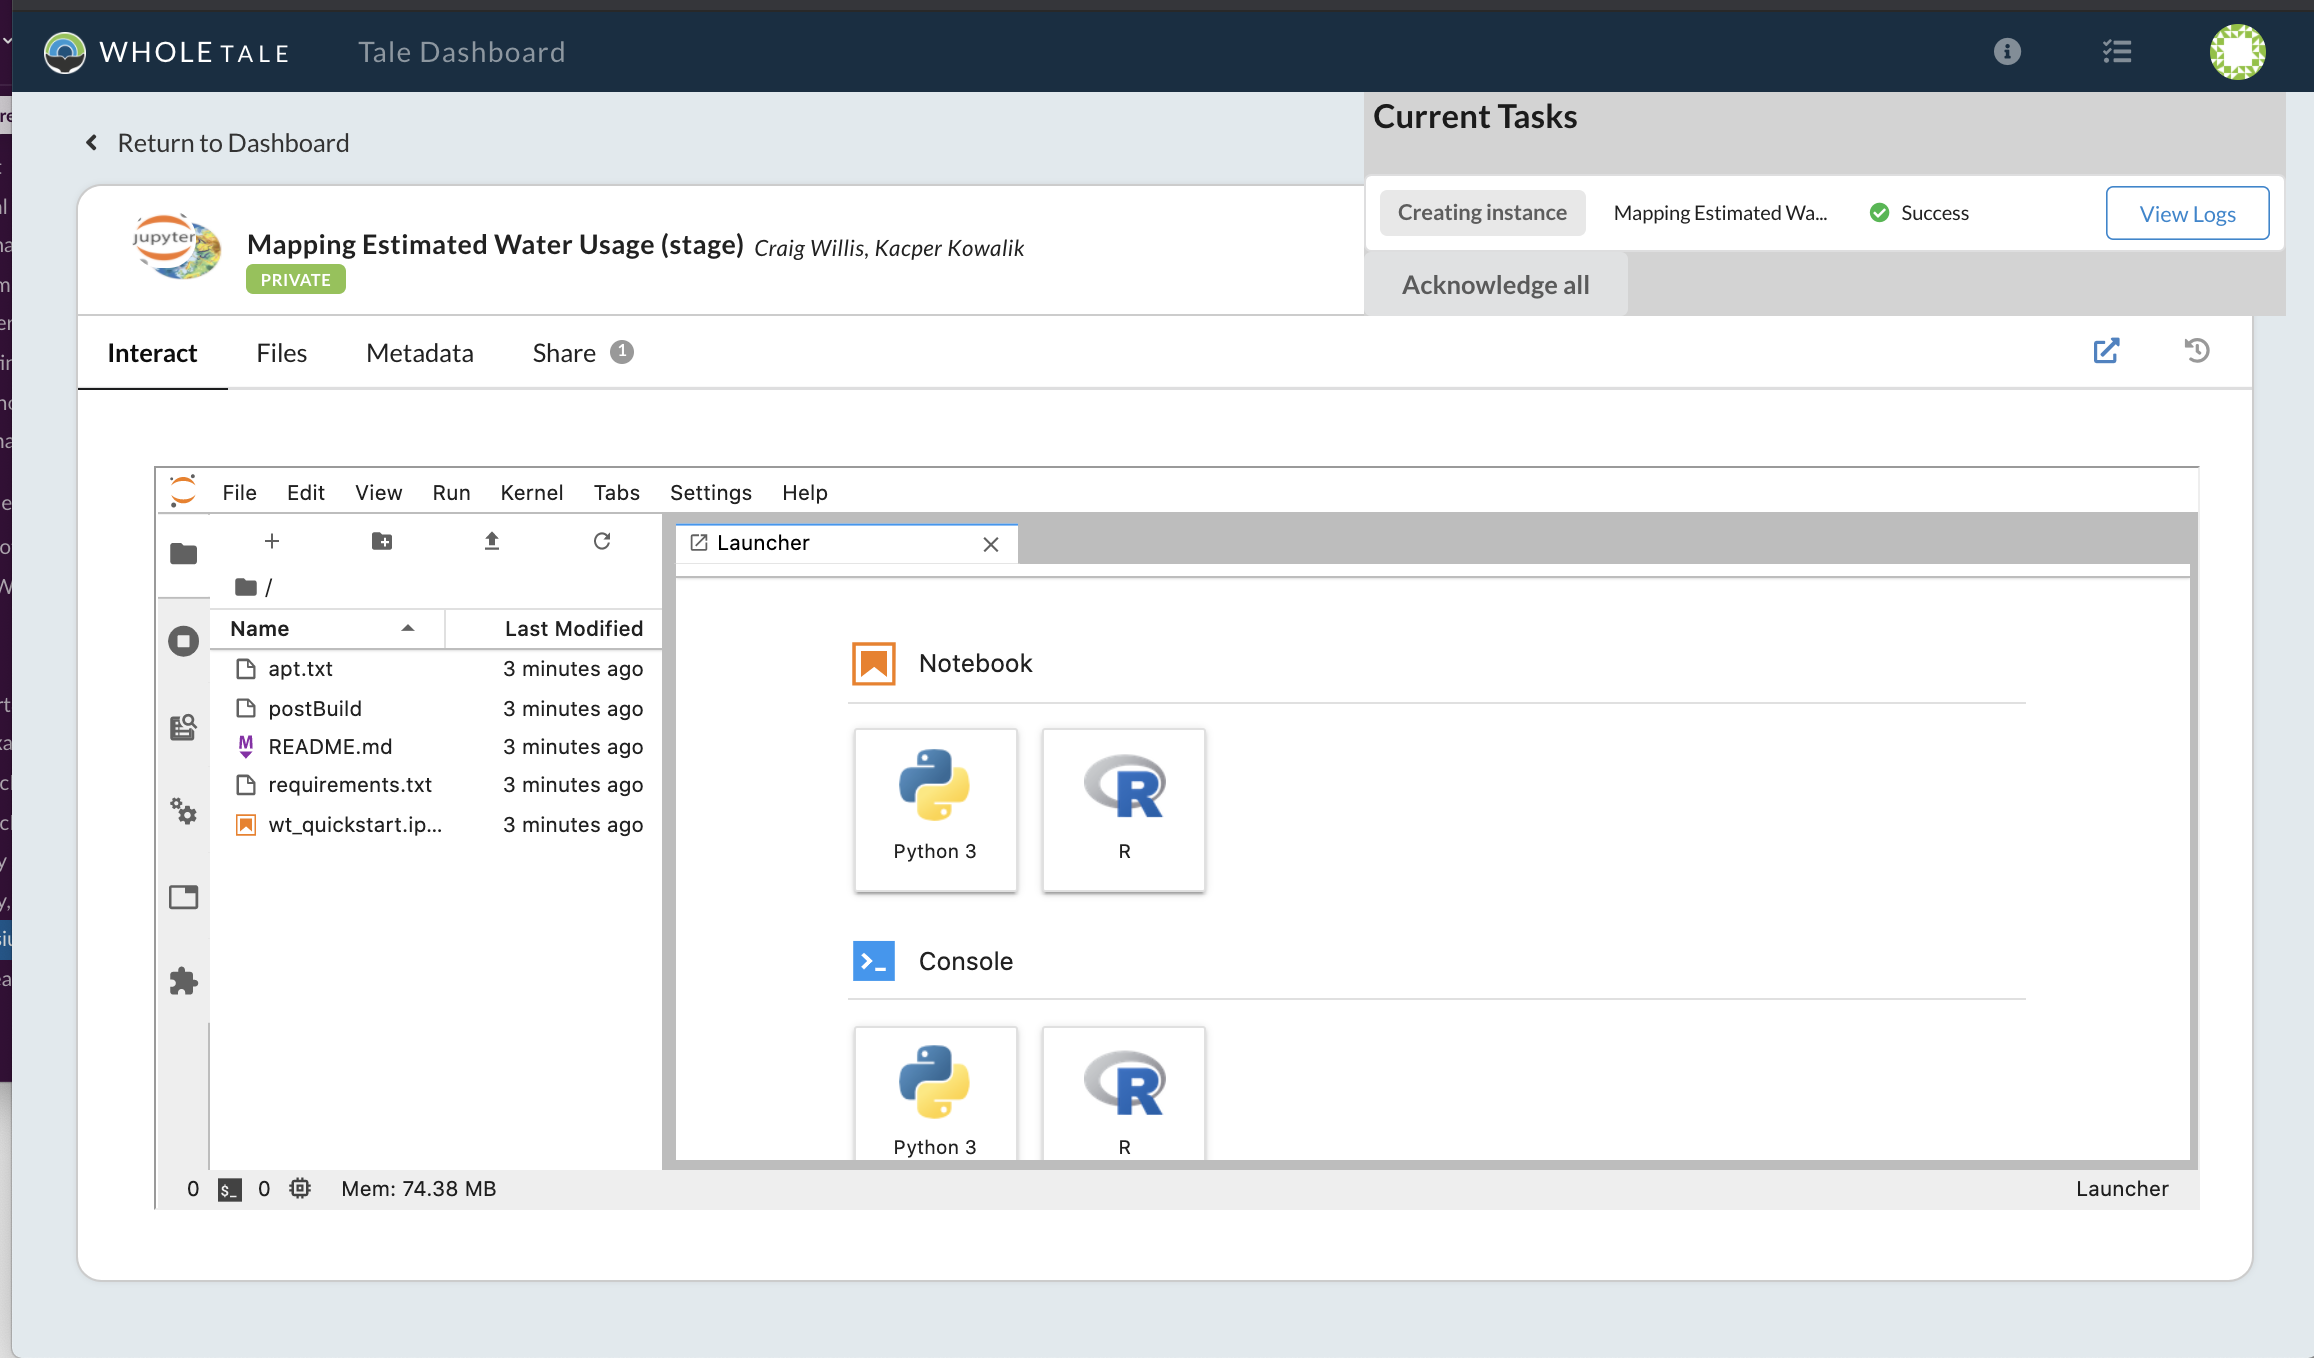 WHOLE TALE Tale Dashboard
Return to Dashboard
Current Tasks
Creating instance Mapping Estimated Wa... Success View Logs
Acknowledge all
jupyter
Mapping Estimated Water Usage (stage) Craig Willis, Kacper Kowalik
PRIVATE
Interact Files Metadata Share 1
File Edit View Run Kernel Tabs Settings Help
Launcher
/
Name Last Modified
apt.txt 3 minutes ago
postBuild 3 minutes ago
README.md 3 minutes ago
requirements.txt 3 minutes ago
wt_quickstart.ip... 3 minutes ago
Notebook
Python 3 R
Console
Python 3 R
0 $_ 0 Mem: 74.38 MB Launcher